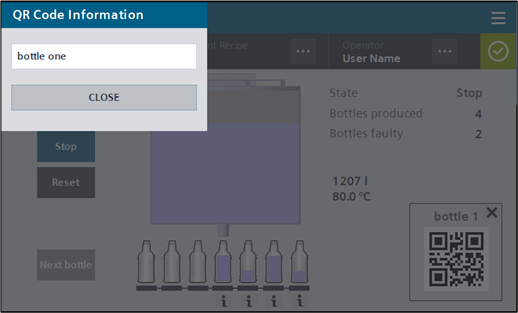 QR Code Information
bottle one
CLOSE
nt Recipe
...
Operator
User Name
...
Stop
Reset
Next bottle
State Stop
Bottles produced 4
Bottles faulty 2
1207 l
80.0 °C
bottle 1
i i i i